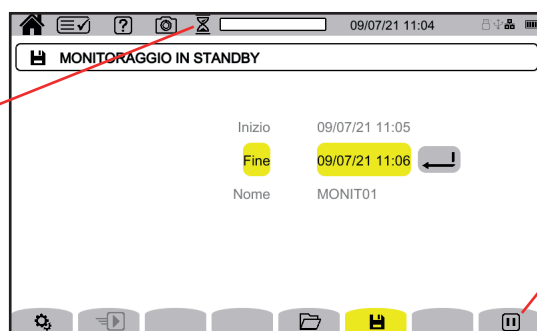 09/07/21 11:04
MONITORAGGIO IN STANDBY
Inizio 09/07/21 11:05
Fine 09/07/21 11:06
Nome MONIT01